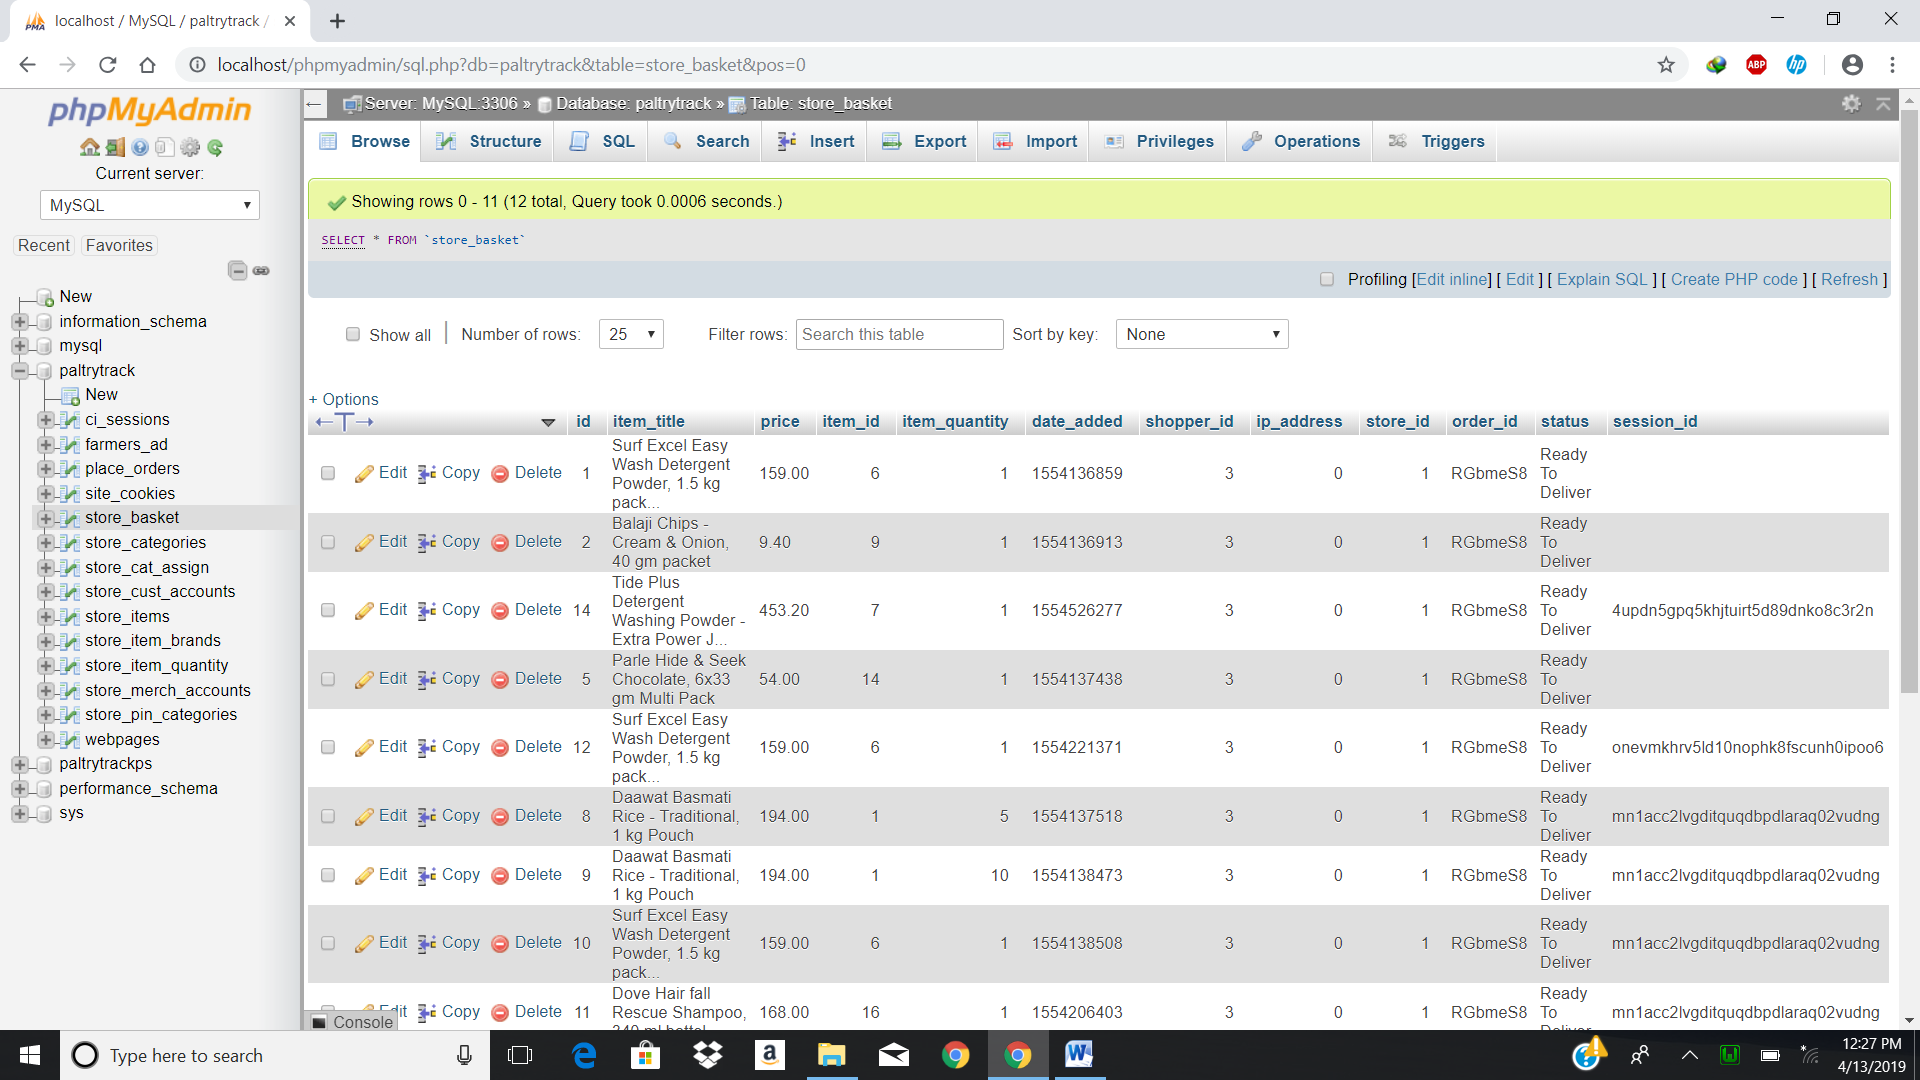 localhost / MySQL / paltrytrack /
localhost/phpmyadmin/sql.php?db=paltrytrack&table=store_basket&pos=0
ABP
hp
phpMyAdmin
Current server:
MySQL
Recent Favorites
New
information_schema
mysql
paltrytrack
New
ci_sessions
farmers_ad
place_orders
site_cookies
store_basket
store_categories
store_cat_assign
store_cust_accounts
store_items
store_item_brands
store_item_quantity
store_merch_accounts
store_pin_categories
webpages
paltrytrackps
performance_schema
sys
Server: MySQL:3306 » Database: paltrytrack » Table: store_basket
Browse Structure SQL Search Insert Export Import Privileges Operations Triggers
Showing rows 0 - 11 (12 total, Query took 0.0006 seconds.)
SELECT * FROM `store_basket`
Profiling [Edit inline] [ Edit ] [ Explain SQL ] [ Create PHP code ] [ Refresh ]
Show all Number of rows: 25 Filter rows: Search this table Sort by key: None
+ Options
id item_title price item_id item_quantity date_added shopper_id ip_address store_id order_id status session_id
Edit Copy Delete 1 Surf Excel Easy Wash Detergent Powder, 1.5 kg pack... 159.00 6 1 1554136859 3 0 1 RGbmeS8 Ready To Deliver
Edit Copy Delete 2 Balaji Chips - Cream & Onion, 40 gm packet 9.40 9 1 1554136913 3 0 1 RGbmeS8 Ready To Deliver
Edit Copy Delete 14 Tide Plus Detergent Washing Powder - Extra Power J... 453.20 7 1 1554526277 3 0 1 RGbmeS8 Ready To Deliver 4updn5gpq5khjtuirt5d89dnko8c3r2n
Edit Copy Delete 5 Parle Hide & Seek Chocolate, 6x33 gm Multi Pack 54.00 14 1 1554137438 3 0 1 RGbmeS8 Ready To Deliver
Edit Copy Delete 12 Surf Excel Easy Wash Detergent Powder, 1.5 kg pack... 159.00 6 1 1554221371 3 0 1 RGbmeS8 Ready To Deliver onevmkhrv5ld10nophk8fscunh0ipoo6
Edit Copy Delete 8 Daawat Basmati Rice - Traditional, 1 kg Pouch 194.00 1 5 1554137518 3 0 1 RGbmeS8 Ready To Deliver mn1acc2lvgditquqdbpdlaraq02vudng
Edit Copy Delete 9 Daawat Basmati Rice - Traditional, 1 kg Pouch 194.00 1 10 1554138473 3 0 1 RGbmeS8 Ready To Deliver mn1acc2lvgditquqdbpdlaraq02vudng
Edit Copy Delete 10 Surf Excel Easy Wash Detergent Powder, 1.5 kg pack... 159.00 6 1 1554138508 3 0 1 RGbmeS8 Ready To Deliver mn1acc2lvgditquqdbpdlaraq02vudng
Edit Copy Delete 11 Dove Hair fall Rescue Shampoo, 168.00 16 1 1554206403 3 0 1 RGbmeS8 Ready To mn1acc2lvgditquqdbpdlaraq02vudng
Console
Type here to search
12:27 PM
4/13/2019